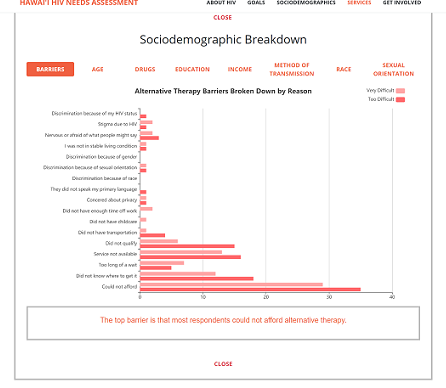 HAWAI'I HIV NEEDS ASSESSMENT
ABOUT HIV GOALS SOCIODEMOGRAPHICS SERVICES GET INVOLVED
CLOSE
Sociodemographic Breakdown
BARRIERS AGE DRUGS EDUCATION INCOME METHOD OF TRANSMISSION RACE SEXUAL ORIENTATION
Alternative Therapy Barriers Broken Down by Reason
Very Difficult
Too Difficult
Discrimination because of my HIV status
Stigma due to HIV
Nervous or afraid of what people might say
I was not in stable living condition
Discrimination because of gender
Discrimination because of sexual orientation
Discrimination because of race
They did not speak my primary language
Concered about privacy
Did not have enough time off work
Did not have childcare
Did not have transportation
Did not qualify
Service not available
Too long of a wait
Did not know where to get it
Could not afford
0 10 20 30 40
The top barrier is that most respondents could not afford alternative therapy.
CLOSE